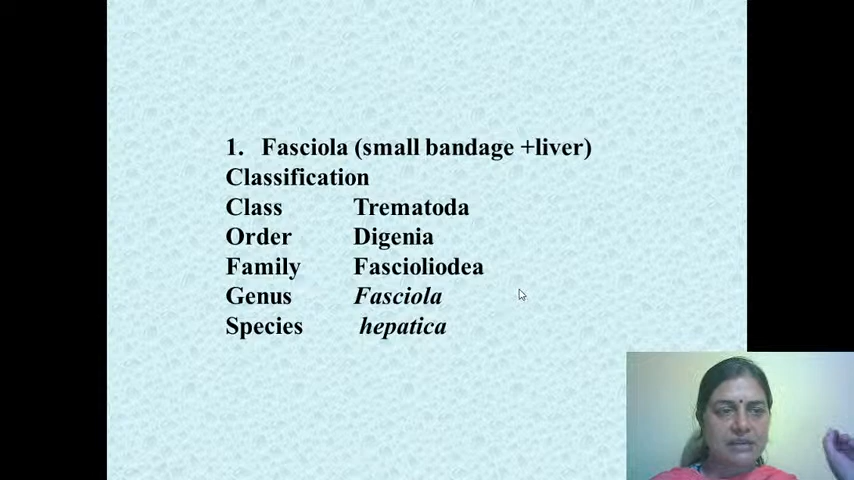 1. Fasciola (small bandage +liver)
Classification
Class Trematoda
Order Digenia
Family Fascioliodea
Genus Fasciola
Species hepatica